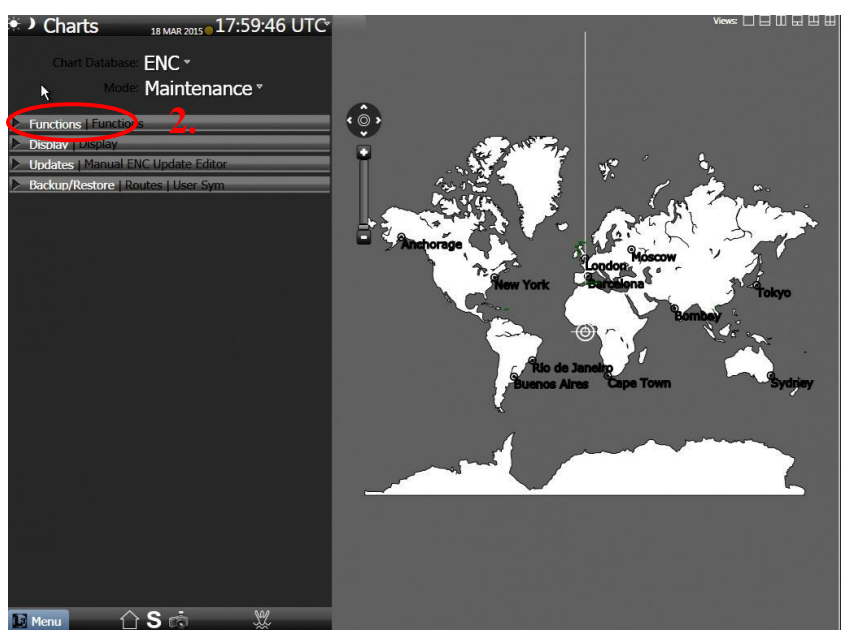 Charts
18 MAR 2015 17:59:46 UTC
Views:
Chart Database: ENC
Mode: Maintenance
Functions | Functions
2.
Display | Display
Updates | Manual ENC Update Editor
Backup/Restore | Routes | User Sym
Anchorage
Moscow
London
New York
Barcelona
Tokyo
Bombay
Rio de Janeiro
Buenos Aires
Cape Town
Sydney
Menu
S